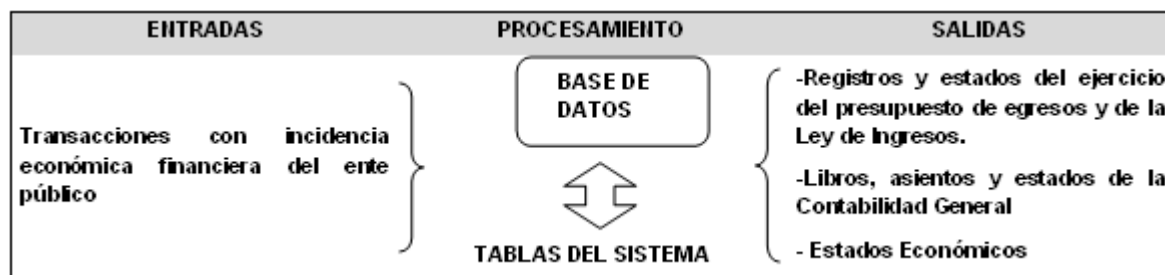 ENTRADAS
PROCESAMIENTO
SALIDAS
Transacciones con incidencia
económica financiera del ente
público
BASE DE
DATOS
TABLAS DEL SISTEMA
-Registros y estados del ejercicio
del presupuesto de egresos y de la
Ley de Ingresos.
-Libros, asientos y estados de la
Contabilidad General
- Estados Económicos